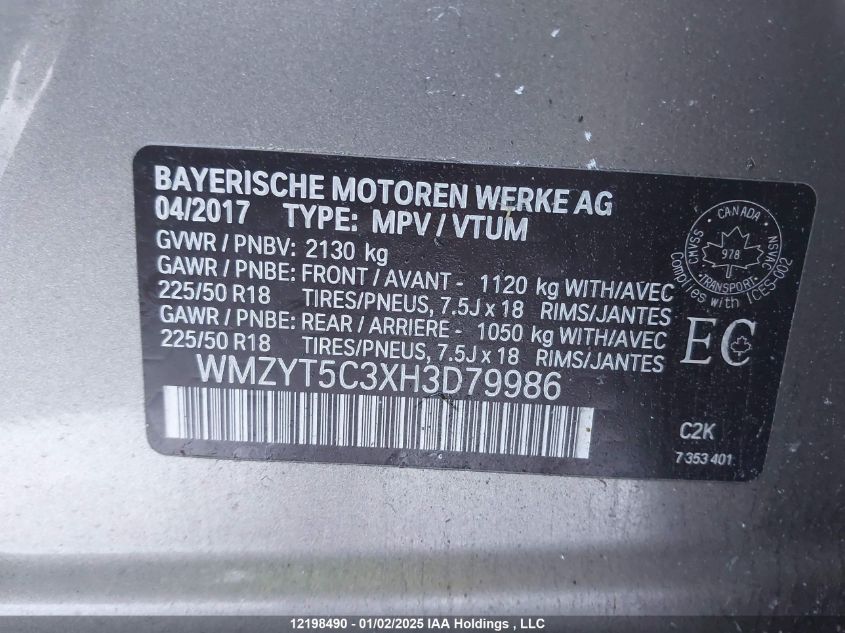 BAYERISCHE MOTOREN WERKE AG
04/2017 TYPE: MPV / VTUM
GVWR / PNBV: 2130 kg
GAWR / PNBE: FRONT / AVANT - 1120 kg WITH/AVEC
225/50 R18 TIRES/PNEUS, 7.5J x 18 RIMS/JANTES
GAWR / PNBE: REAR / ARRIERE - 1050 kg WITH/AVEC
225/50 R18 TIRES/PNEUS, 7.5J x 18 RIMS/JANTES
WMZYT5C3XH3D79986
CANADA
CMVSS
NSVAC
978
TRANSPORT
Complies with ICES-002
EC
C2K
7 353 401
12198490 - 01/02/2025 IAA Holdings , LLC